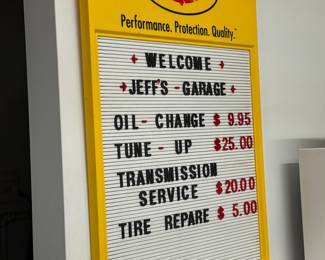 Performance. Protection. Quality.™
WELCOME
JEFF'S - GARAGE
OIL - CHANGE $ 9.95
TUNE - UP $25.00
TRANSMISSION
SERVICE $20.00
TIRE REPARE $ 5.00